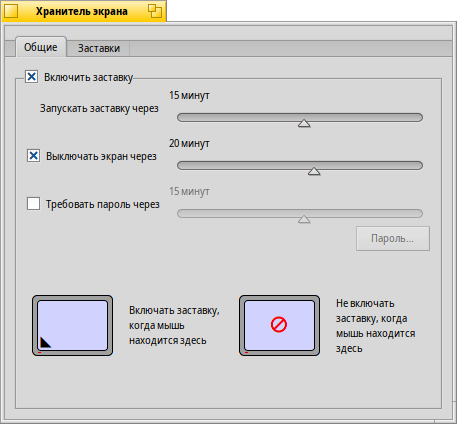 Хранитель экрана
Общие
Заставки
Включить заставку
15 минут
Запускать заставку через
20 минут
Выключать экран через
15 минут
Требовать пароль через
Пароль...
Включать заставку,
когда мышь
находится здесь
Не включать
заставку, когда
мышь находится
здесь